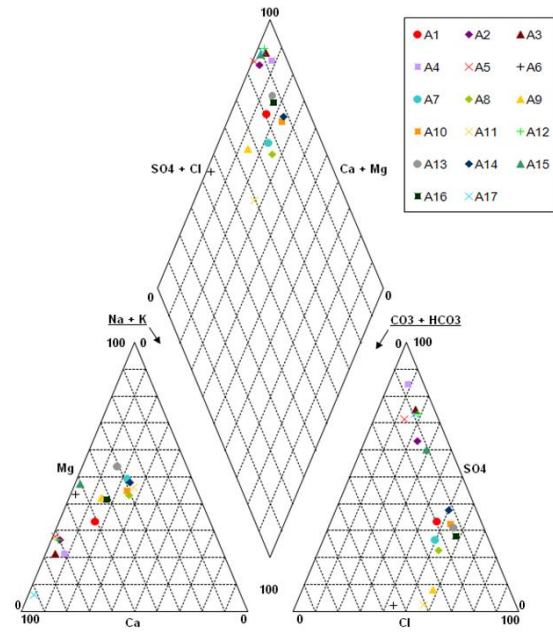 100
A1 A2 A3
A4 A5 A6
A7 A8 A9
A10 A11 A12
A13 A14 A15
A16 A17
SO4 + Cl
Ca + Mg
0
0
Na + K
CO3 + HCO3
100
0
0
100
Mg
SO4
100
0
100
0
0
100
Ca
Cl